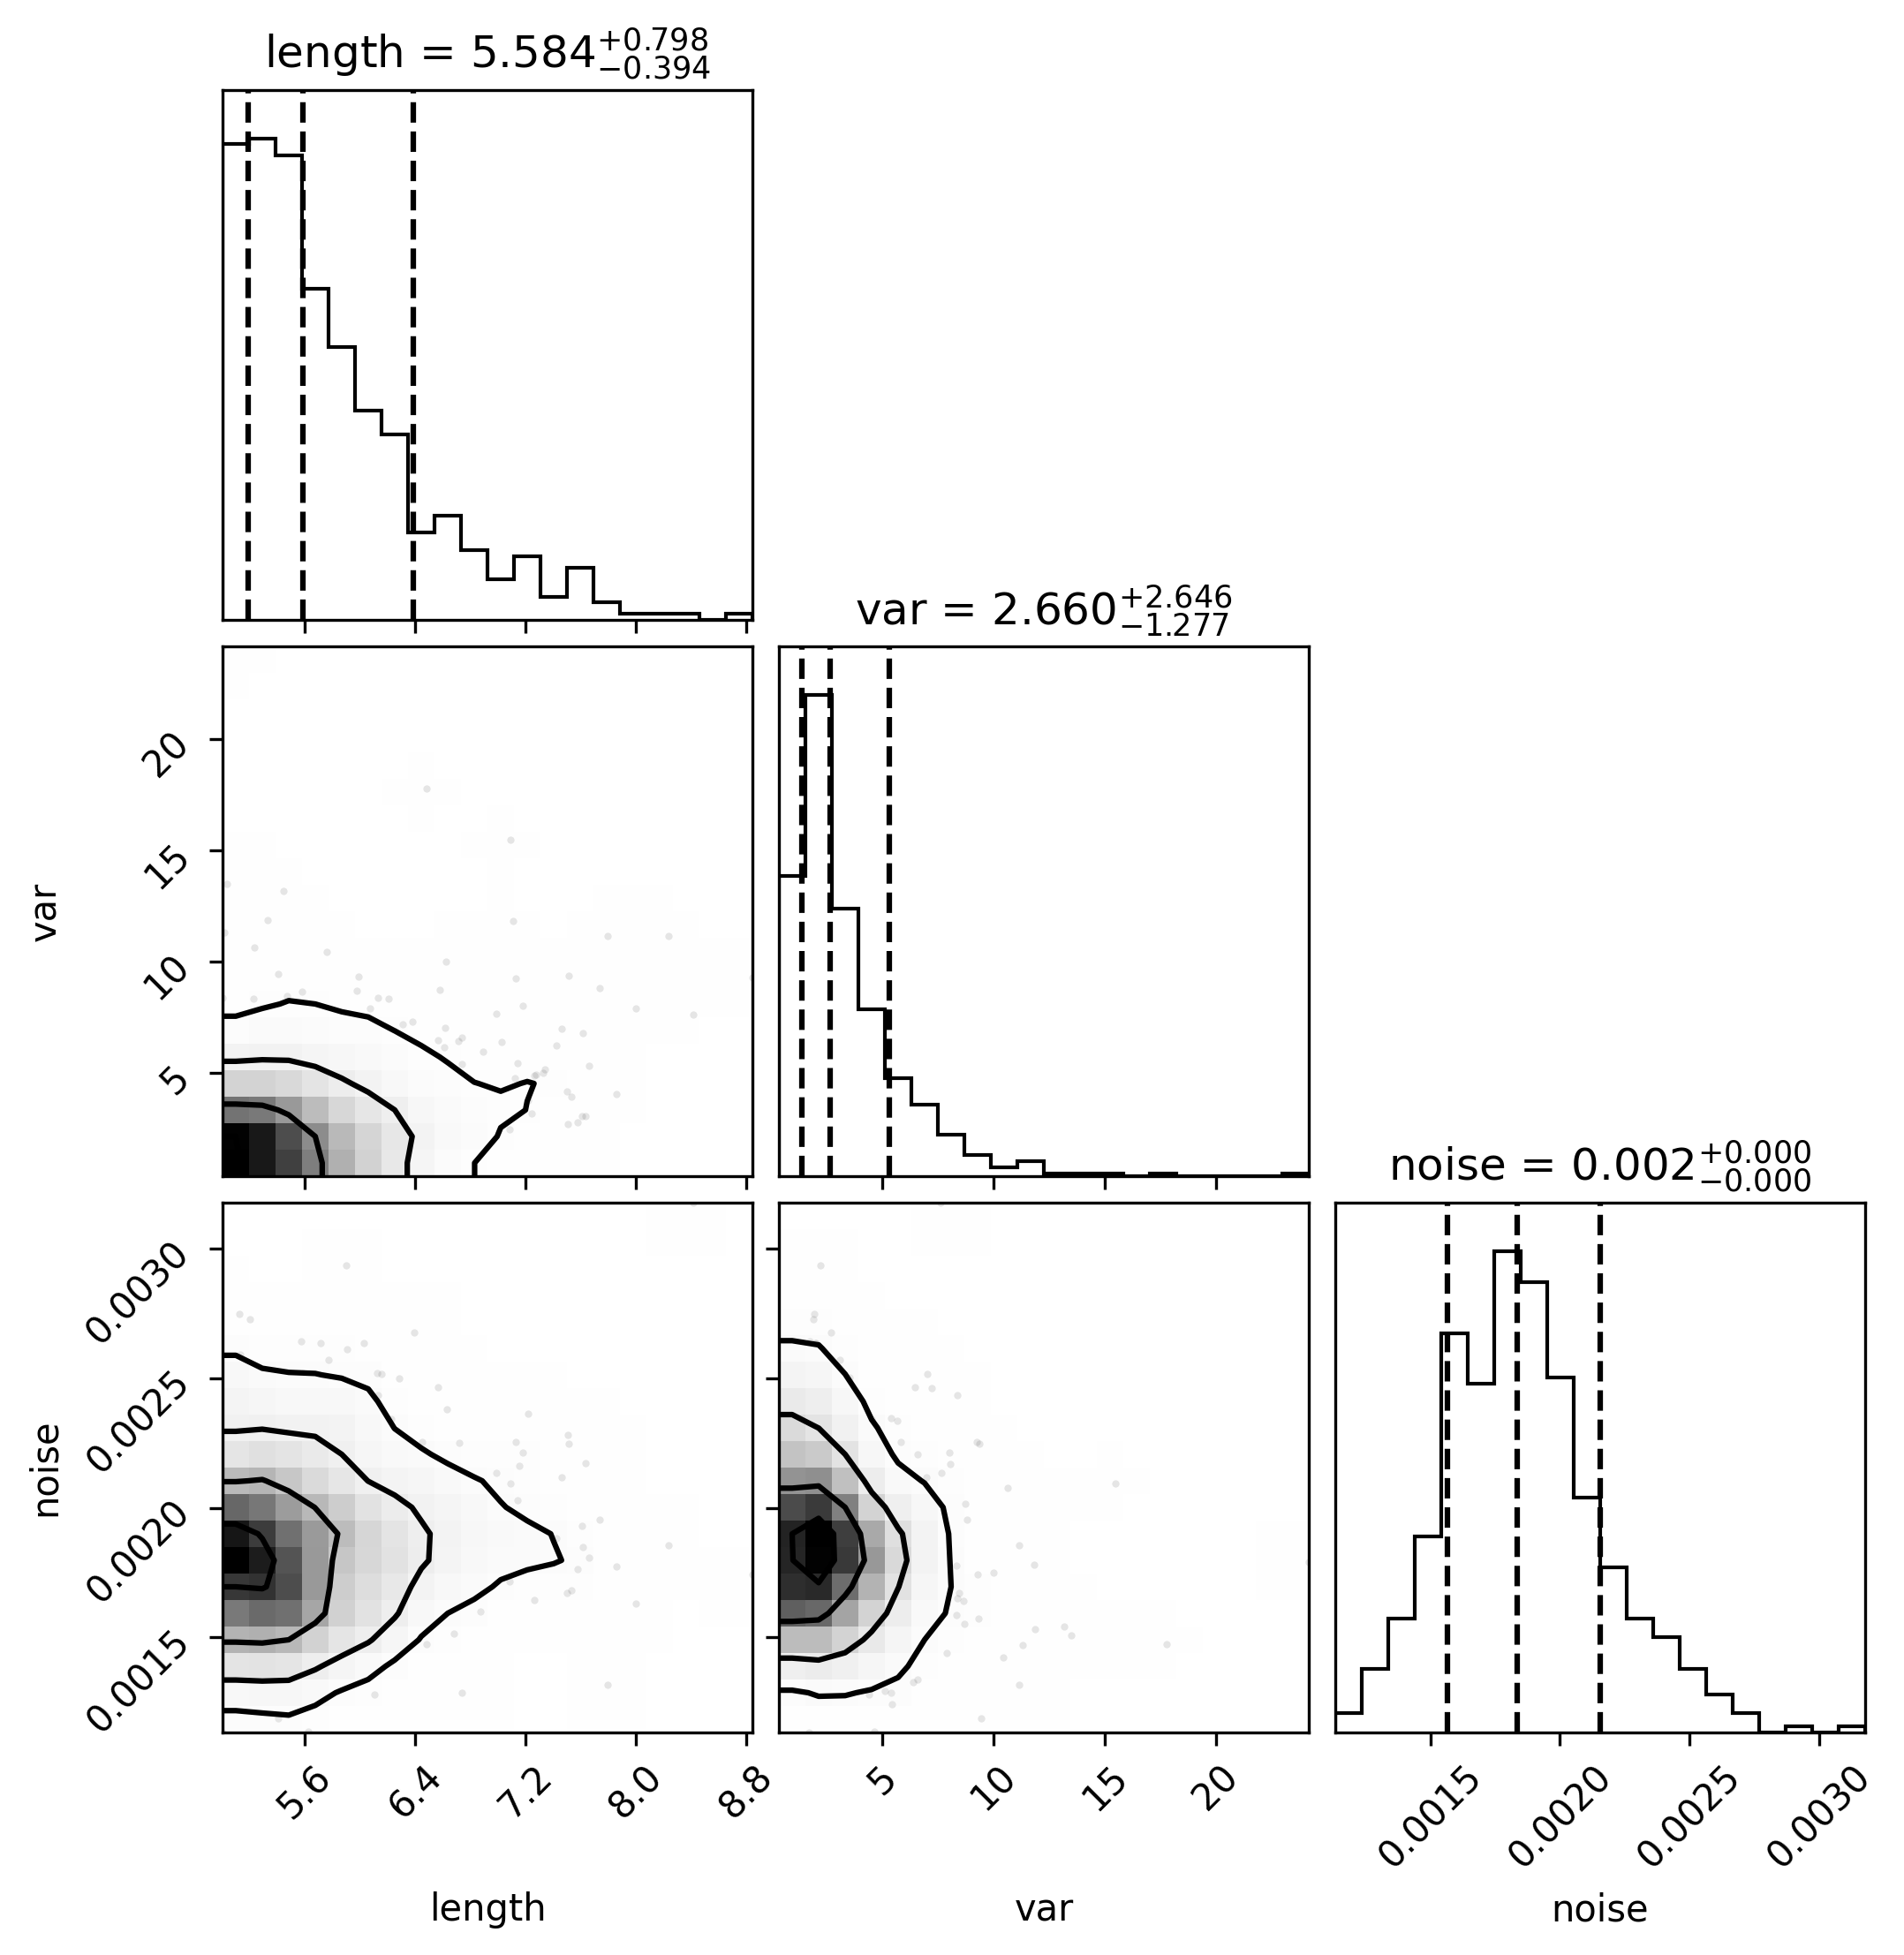 length = 5.584 +0.798 −0.394
var = 2.660 +2.646 −1.277
20
15
10
5
var
noise = 0.002 +0.000 −0.000
0.0030
0.0025
0.0020
0.0015
noise
5.6 6.4 7.2 8.0 8.8
5 10 15 20
0.0015 0.0020 0.0025 0.0030
length
var
noise